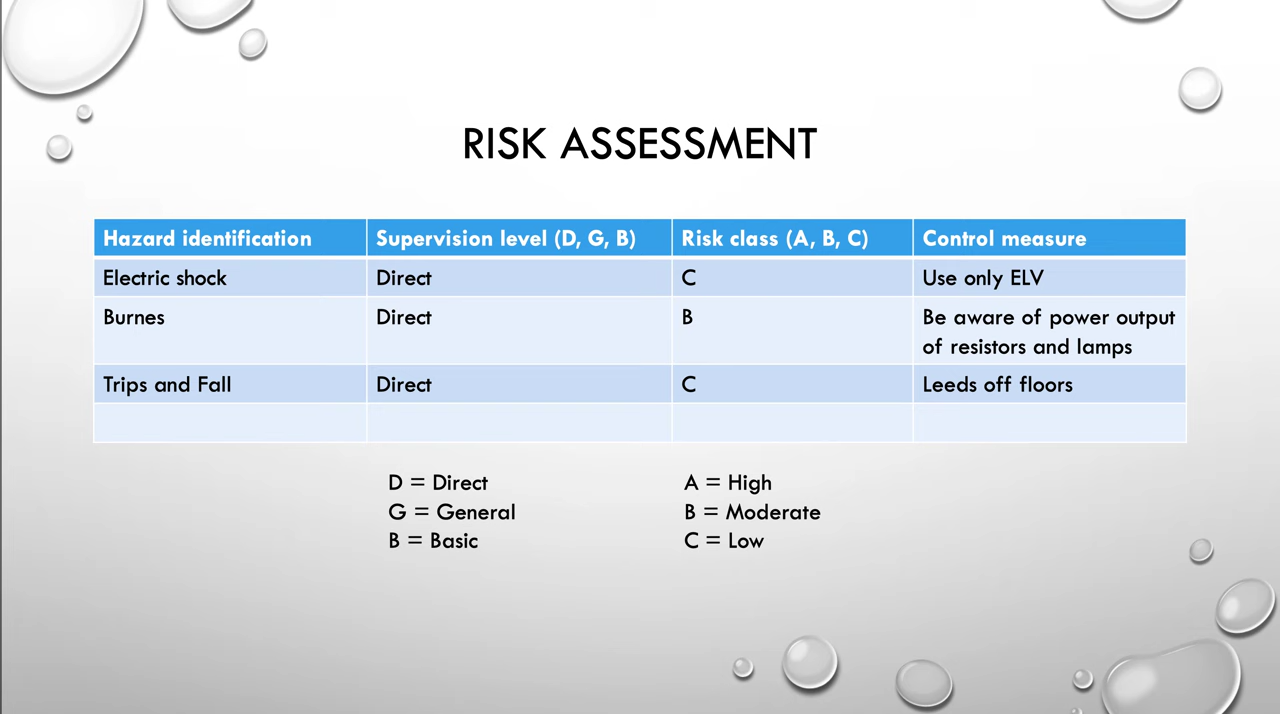 RISK ASSESSMENT
Hazard identification Supervision level (D, G, B) Risk class (A, B, C) Control measure
Electric shock Direct C Use only ELV
Burnes Direct B Be aware of power output
of resistors and lamps
Trips and Fall Direct C Leeds off floors
D = Direct A = High
G = General B = Moderate
B = Basic C = Low